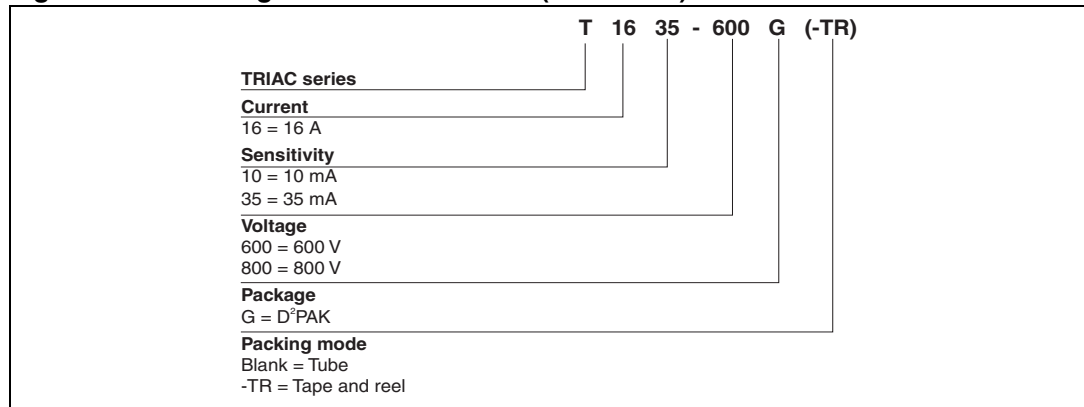 T 16 35 - 600 G (-TR)
TRIAC series
Current
16 = 16 A
Sensitivity
10 = 10 mA
35 = 35 mA
Voltage
600 = 600 V
800 = 800 V
Package
G = D²PAK
Packing mode
Blank = Tube
-TR = Tape and reel